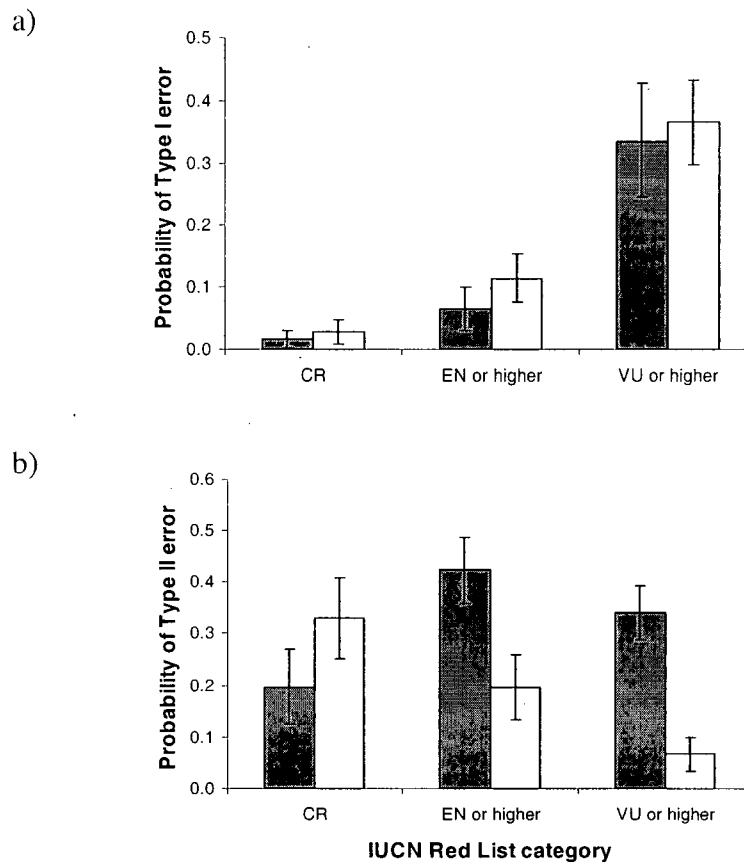 a)
Probability of Type I error
0.5
0.4
0.3
0.2
0.1
0.0
CR
EN or higher
VU or higher
b)
Probability of Type II error
0.6
0.5
0.4
0.3
0.2
0.1
0.0
CR
EN or higher
VU or higher
IUCN Red List category